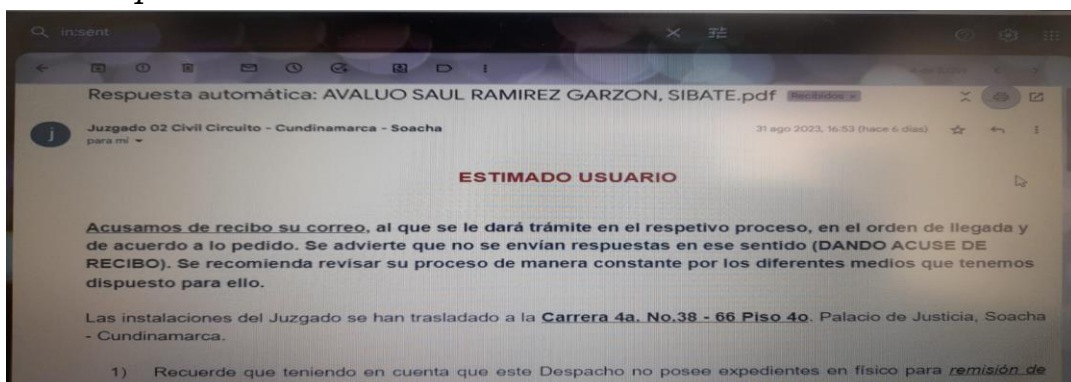 in:sent
Respuesta automática: AVALUO SAUL RAMIREZ GARZON, SIBATE.pdf Recibidos ×
j
Juzgado 02 Civil Circuito - Cundinamarca - Soacha
31 ago 2023, 16:53 (hace 6 días)
para mí
ESTIMADO USUARIO
Acusamos de recibo su correo, al que se le dará trámite en el respetivo proceso, en el orden de llegada y
de acuerdo a lo pedido. Se advierte que no se envían respuestas en ese sentido (DANDO ACUSE DE
RECIBO). Se recomienda revisar su proceso de manera constante por los diferentes medios que tenemos
dispuesto para ello.
Las instalaciones del Juzgado se han trasladado a la Carrera 4a. No.38 - 66 Piso 4o. Palacio de Justicia, Soacha
- Cundinamarca.
1) Recuerde que teniendo en cuenta que este Despacho no posee expedientes en físico para remisión de